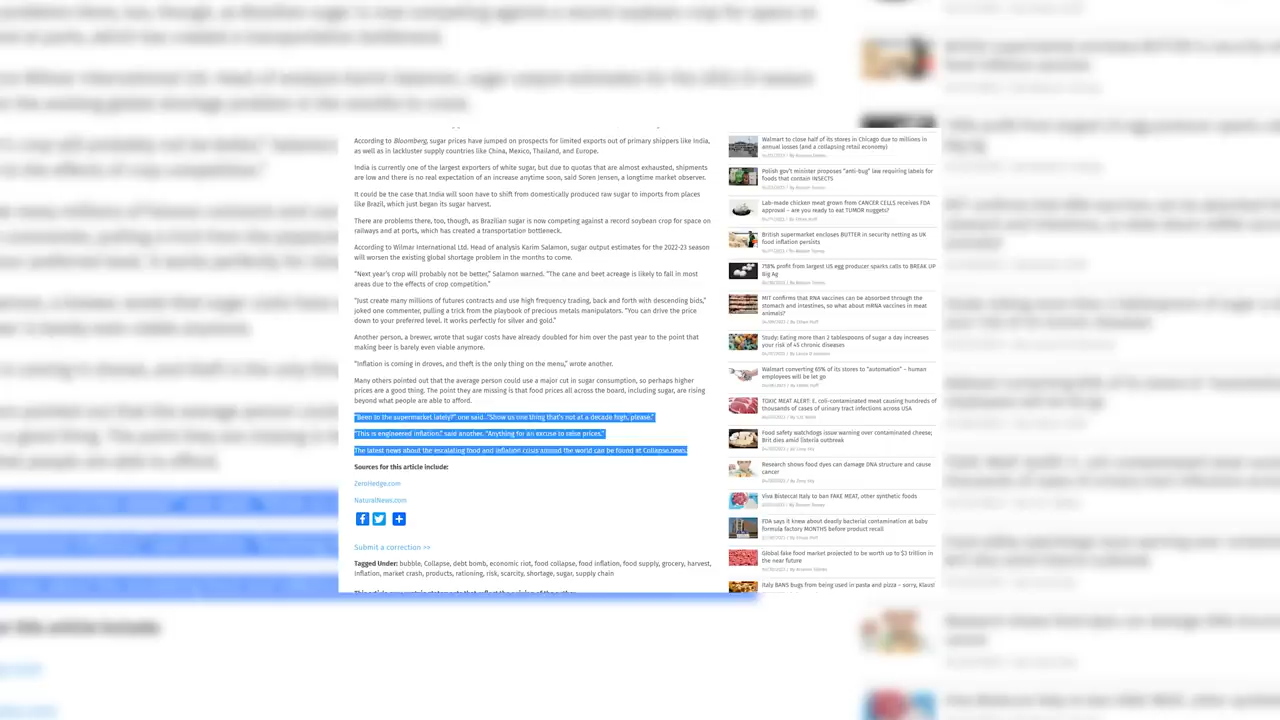 According to Bloomberg, sugar prices have jumped on prospects for limited exports out of primary shippers like India,
as well as in lackluster supply countries like China, Mexico, Thailand, and Europe.
India is currently one of the largest exporters of white sugar, but due to quotas that are almost exhausted, shipments
are low and there is no real expectation of an increase anytime soon, said Soren Jensen, a longtime market observer.
It could be the case that India will soon have to shift from domestically produced raw sugar to imports from places
like Brazil, which just began its sugar harvest.
There are problems there, too, though, as Brazilian sugar is now competing against a record soybean crop for space on
railways and at ports, which has created a transportation bottleneck.
According to Wilmar International Ltd. Head of analysis Karim Salamon, sugar output estimates for the 2022-23 season
will worsen the existing global shortage problem in the months to come.
"Next year's crop will probably not be better," Salamon warned. "The cane and beet acreage is likely to fall in most
areas due to the effects of crop competition."
"Just create many millions of futures contracts and use high frequency trading, back and forth with descending bids,"
joked one commenter, pulling a trick from the playbook of precious metals manipulators. "You can drive the price
down to your preferred level. It works perfectly for silver and gold."
Another person, a brewer, wrote that sugar costs have already doubled for him over the past year to the point that
making beer is barely even viable anymore.
"Inflation is coming in droves, and theft is the only thing on the menu," wrote another.
Many others pointed out that the average person could use a major cut in sugar consumption, so perhaps higher
prices are a good thing. The point they are missing is that food prices all across the board, including sugar, are rising
beyond what people are able to afford.
"Been to the supermarket lately?" one said. "Show us one thing that's not at a decade high, please."
"This is engineered inflation," said another. "Anything for an excuse to raise prices."
The latest news about the escalating food and inflation crisis around the world can be found at Collapse.news.
Sources for this article include:
ZeroHedge.com
NaturalNews.com
Submit a correction >>
Tagged Under: bubble, Collapse, debt bomb, economic riot, food collapse, food inflation, food supply, grocery, harvest,
Inflation, market crash, products, rationing, risk, scarcity, shortage, sugar, supply chain
Walmart to close half of its stores in Chicago due to millions in
annual losses (and a collapsing retail economy)
Polish gov't minister proposes "anti-bug" law requiring labels for
foods that contain INSECTS
Lab-made chicken meat grown from CANCER CELLS receives FDA
approval – are you ready to eat TUMOR nuggets?
British supermarket encloses BUTTER in security netting as UK
food inflation persists
718% profit from largest US egg producer sparks calls to BREAK UP
Big Ag
MIT confirms that RNA vaccines can be absorbed through the
stomach and intestines, so what about mRNA vaccines in meat
animals?
Study: Eating more than 2 tablespoons of sugar a day increases
your risk of 45 chronic diseases
Walmart converting 65% of its stores to "automation" – human
employees will be let go
TOXIC MEAT ALERT: E. coli-contaminated meat causing hundreds of
thousands of cases of urinary tract infections across USA
Food safety watchdogs issue warning over contaminated cheese;
Brit dies amid listeria outbreak
Research shows food dyes can damage DNA structure and cause
cancer
Viva Bistecca! Italy to ban FAKE MEAT, other synthetic foods
FDA says it knew about deadly bacterial contamination at baby
formula factory MONTHS before product recall
Global fake food market projected to be worth up to $3 trillion in
the near future
Italy BANS bugs from being used in pasta and pizza – sorry, Klaus!